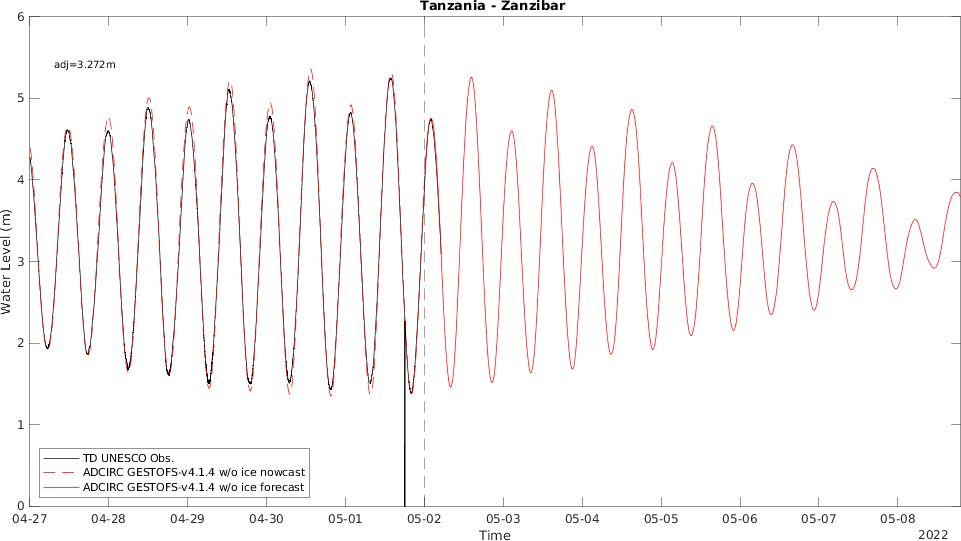 Tanzania - Zanzibar
adj=3.272m
6
5
4
3
2
1
0
Water Level (m)
TD UNESCO Obs.
ADCIRC GESTOFS-v4.1.4 w/o ice nowcast
ADCIRC GESTOFS-v4.1.4 w/o ice forecast
04-27 04-28 04-29 04-30 05-01 05-02 05-03 05-04 05-05 05-06 05-07 05-08
Time
2022